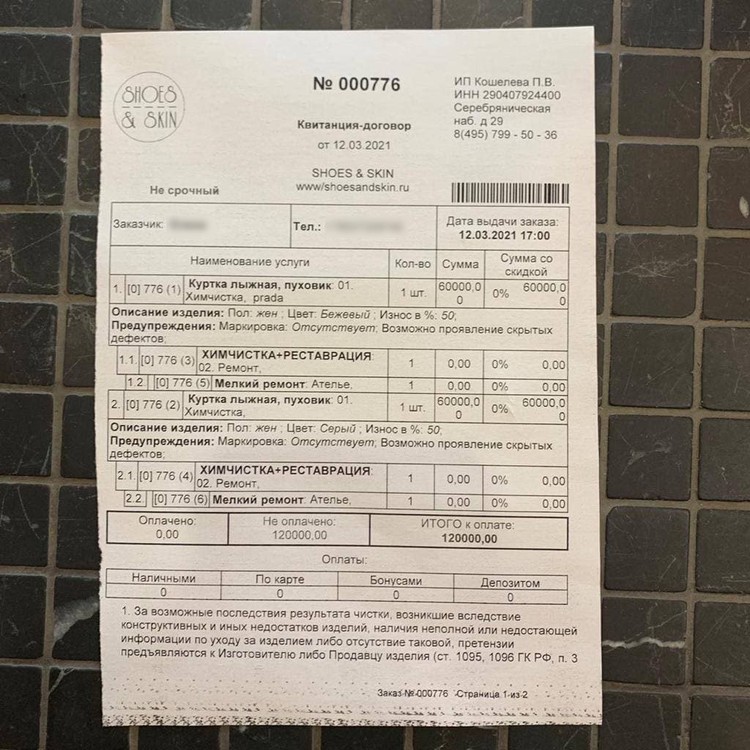 SHOES
& SKIN
№ 000776
Квитанция-договор
от 12.03.2021
SHOES & SKIN
www/shoesandskin.ru
ИП Кошелева П.В.
ИНН 290407924400
Серебряническая
наб. д 29
8(495) 799 - 50 - 36
Не срочный
Заказчик:
Тел.:
Дата выдачи заказа:
12.03.2021 17:00
Наименование услуги Кол-во Сумма Сумма со скидкой
1. [0] 776 (1) Куртка лыжная, пуховик: 01. 1 шт. 60000,00 0% 60000,00
Химчистка, prada
Описание изделия: Пол: жен ; Цвет: Бежевый; Износ в %: 50;
Предупреждения: Маркировка: Отсутствует; Возможно проявление скрытых
дефектов;
1.1. [0] 776 (3) ХИМЧИСТКА+РЕСТАВРАЦИЯ: 1 0,00 0% 0,00
02. Ремонт,
1.2 [0] 776 (5) Мелкий ремонт: Ателье, 1 0,00 0% 0,00
2. [0] 776 (2) Куртка лыжная, пуховик: 01. 1 шт. 60000,00 0% 60000,00
Химчистка,
Описание изделия: Пол: жен ; Цвет: Серый; Износ в %: 50;
Предупреждения: Маркировка: Отсутствует; Возможно проявление скрытых
дефектов;
2.1. [0] 776 (4) ХИМЧИСТКА+РЕСТАВРАЦИЯ: 1 0,00 0% 0,00
02. Ремонт,
2.2. [0] 776 (6) Мелкий ремонт: Ателье, 1 0,00 0% 0,00
Оплачено: Не оплачено: ИТОГО к оплате:
0,00 120000,00 120000,00
Оплаты:
Наличными По карте Бонусами Депозитом
0 0 0 0
1. За возможные последствия результата чистки, возникшие вследствие
конструктивных и иных недостатков изделий, наличия неполной или недостающей
информации по уходу за изделием либо отсутствие таковой, претензии
предъявляются к Изготовителю либо Продавцу изделия (ст. 1095, 1096 ГК РФ, п. 3
Заказ №000776 Страница 1 из 2